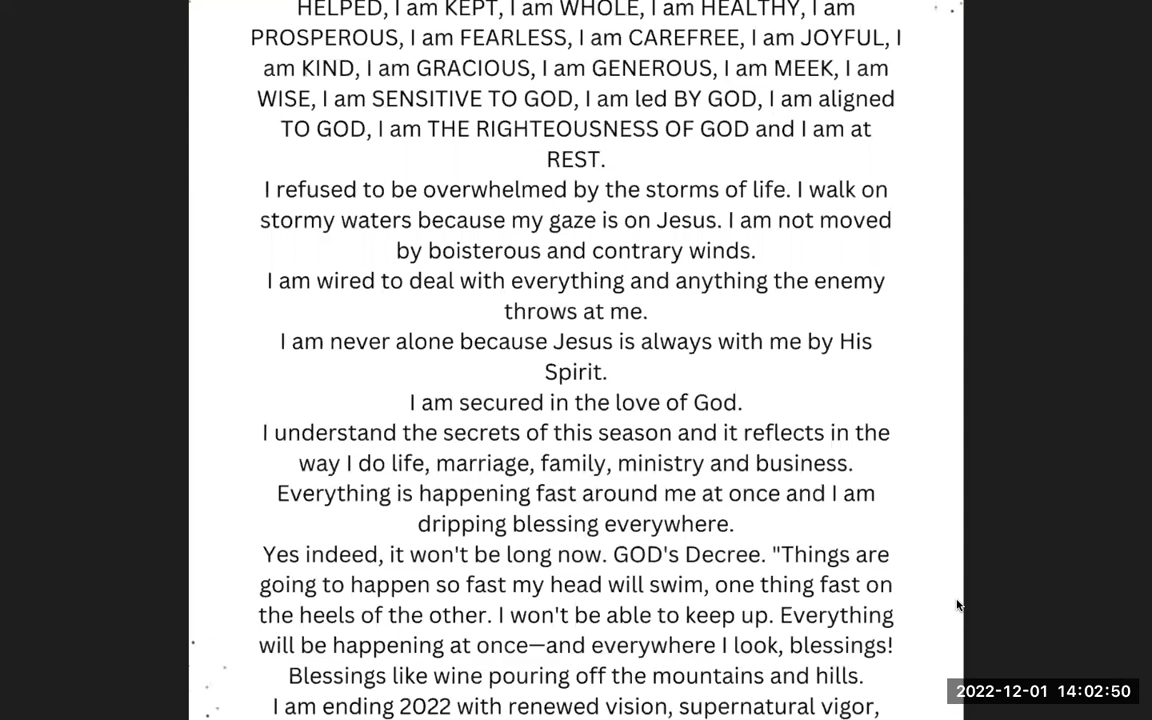 HELPED, I am KEPT, I am WHOLE, I am HEALTHY, I am
PROSPEROUS, I am FEARLESS, I am CAREFREE, I am JOYFUL, I
am KIND, I am GRACIOUS, I am GENEROUS, I am MEEK, I am
WISE, I am SENSITIVE TO GOD, I am led BY GOD, I am aligned
TO GOD, I am THE RIGHTEOUSNESS OF GOD and I am at
REST.
I refused to be overwhelmed by the storms of life. I walk on
stormy waters because my gaze is on Jesus. I am not moved
by boisterous and contrary winds.
I am wired to deal with everything and anything the enemy
throws at me.
I am never alone because Jesus is always with me by His
Spirit.
I am secured in the love of God.
I understand the secrets of this season and it reflects in the
way I do life, marriage, family, ministry and business.
Everything is happening fast around me at once and I am
dripping blessing everywhere.
Yes indeed, it won't be long now. GOD's Decree. "Things are
going to happen so fast my head will swim, one thing fast on
the heels of the other. I won't be able to keep up. Everything
will be happening at once—and everywhere I look, blessings!
Blessings like wine pouring off the mountains and hills.
I am ending 2022 with renewed vision, supernatural vigor,
2022-12-01 14:02:50